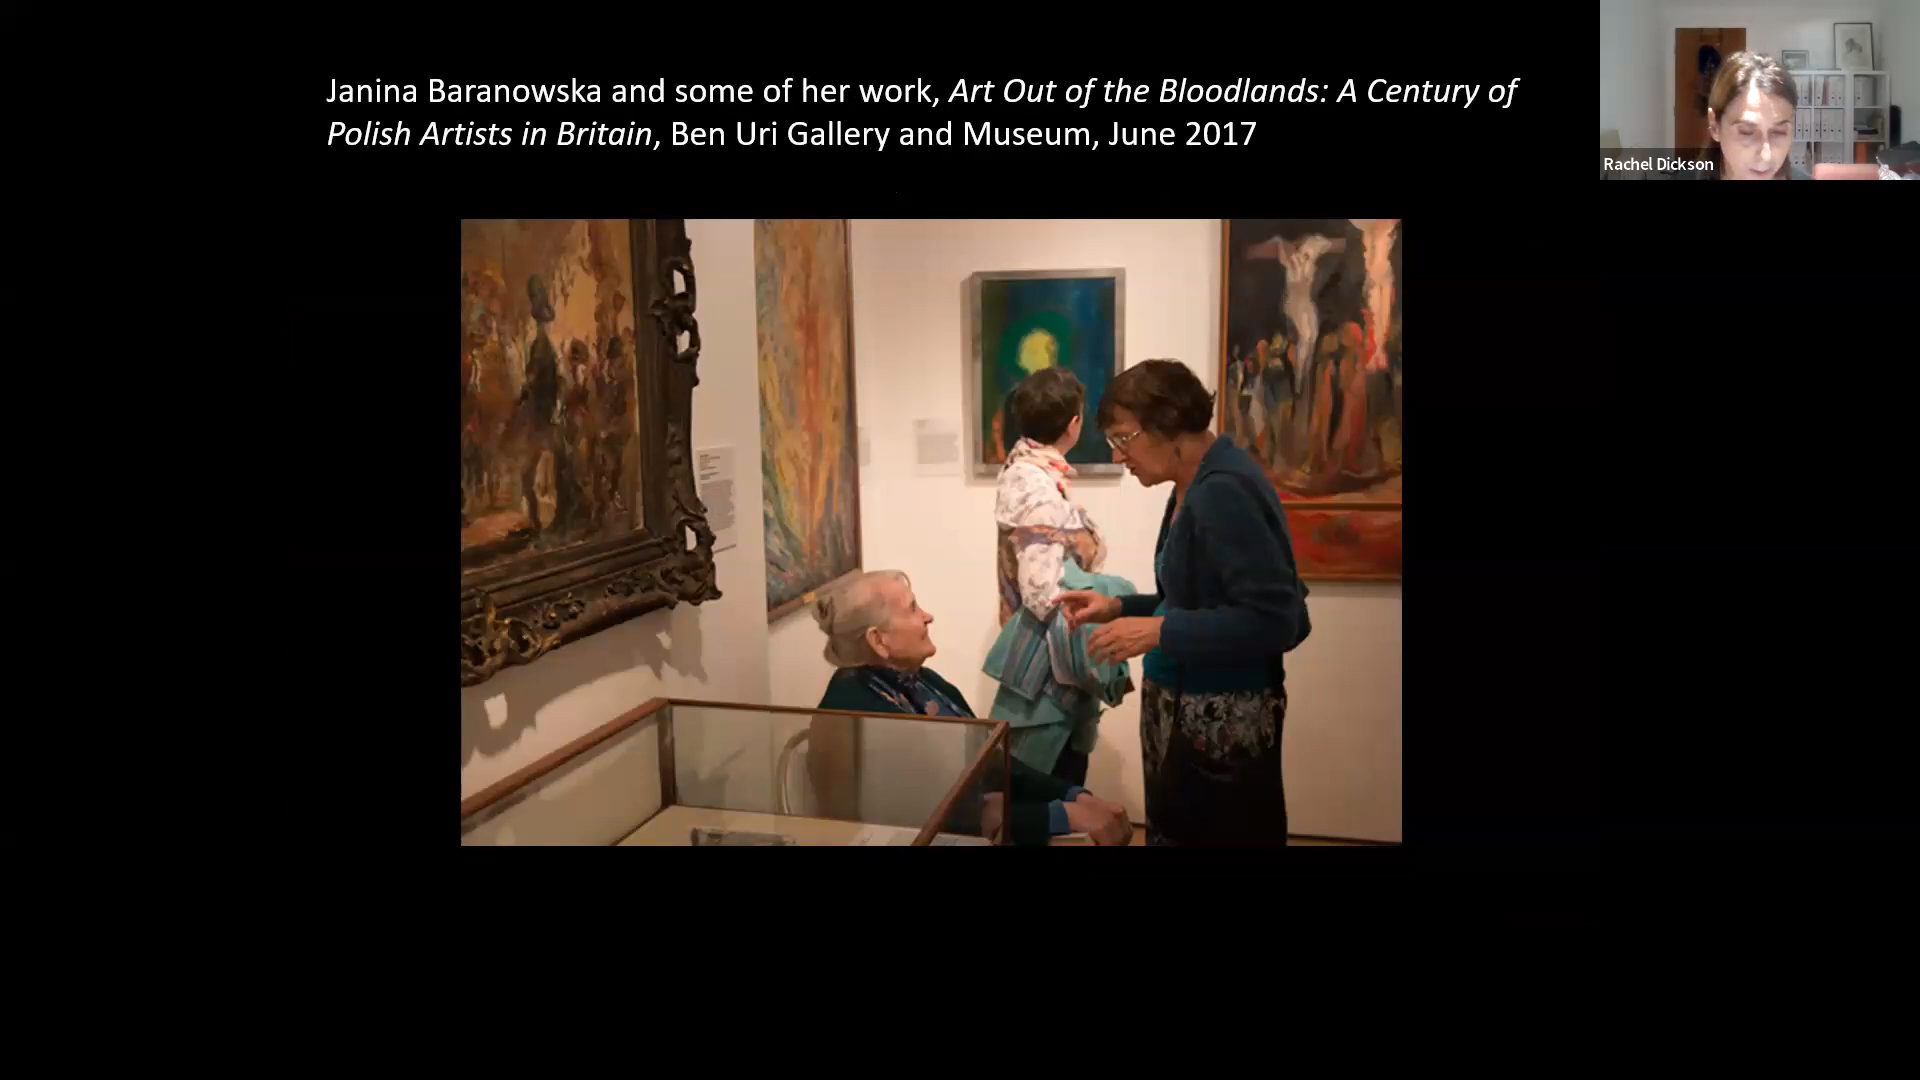 Janina Baranowska and some of her work, Art Out of the Bloodlands: A Century of
Polish Artists in Britain, Ben Uri Gallery and Museum, June 2017
Rachel Dickson